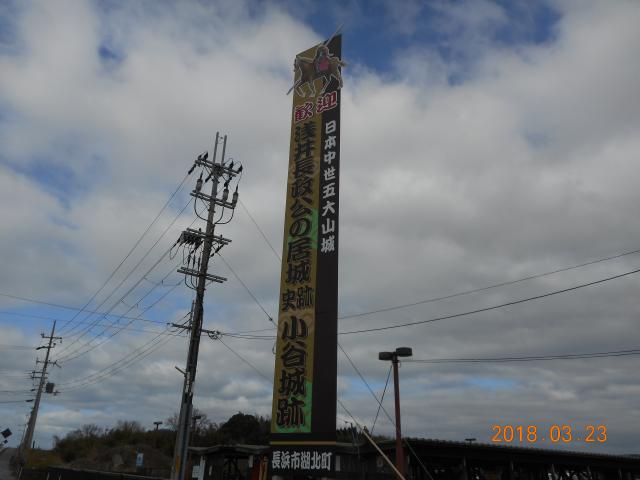 歓迎
日本中世五大山城
浅井長政公の居城
史跡 小谷城跡
長浜市湖北町
2018.03.23